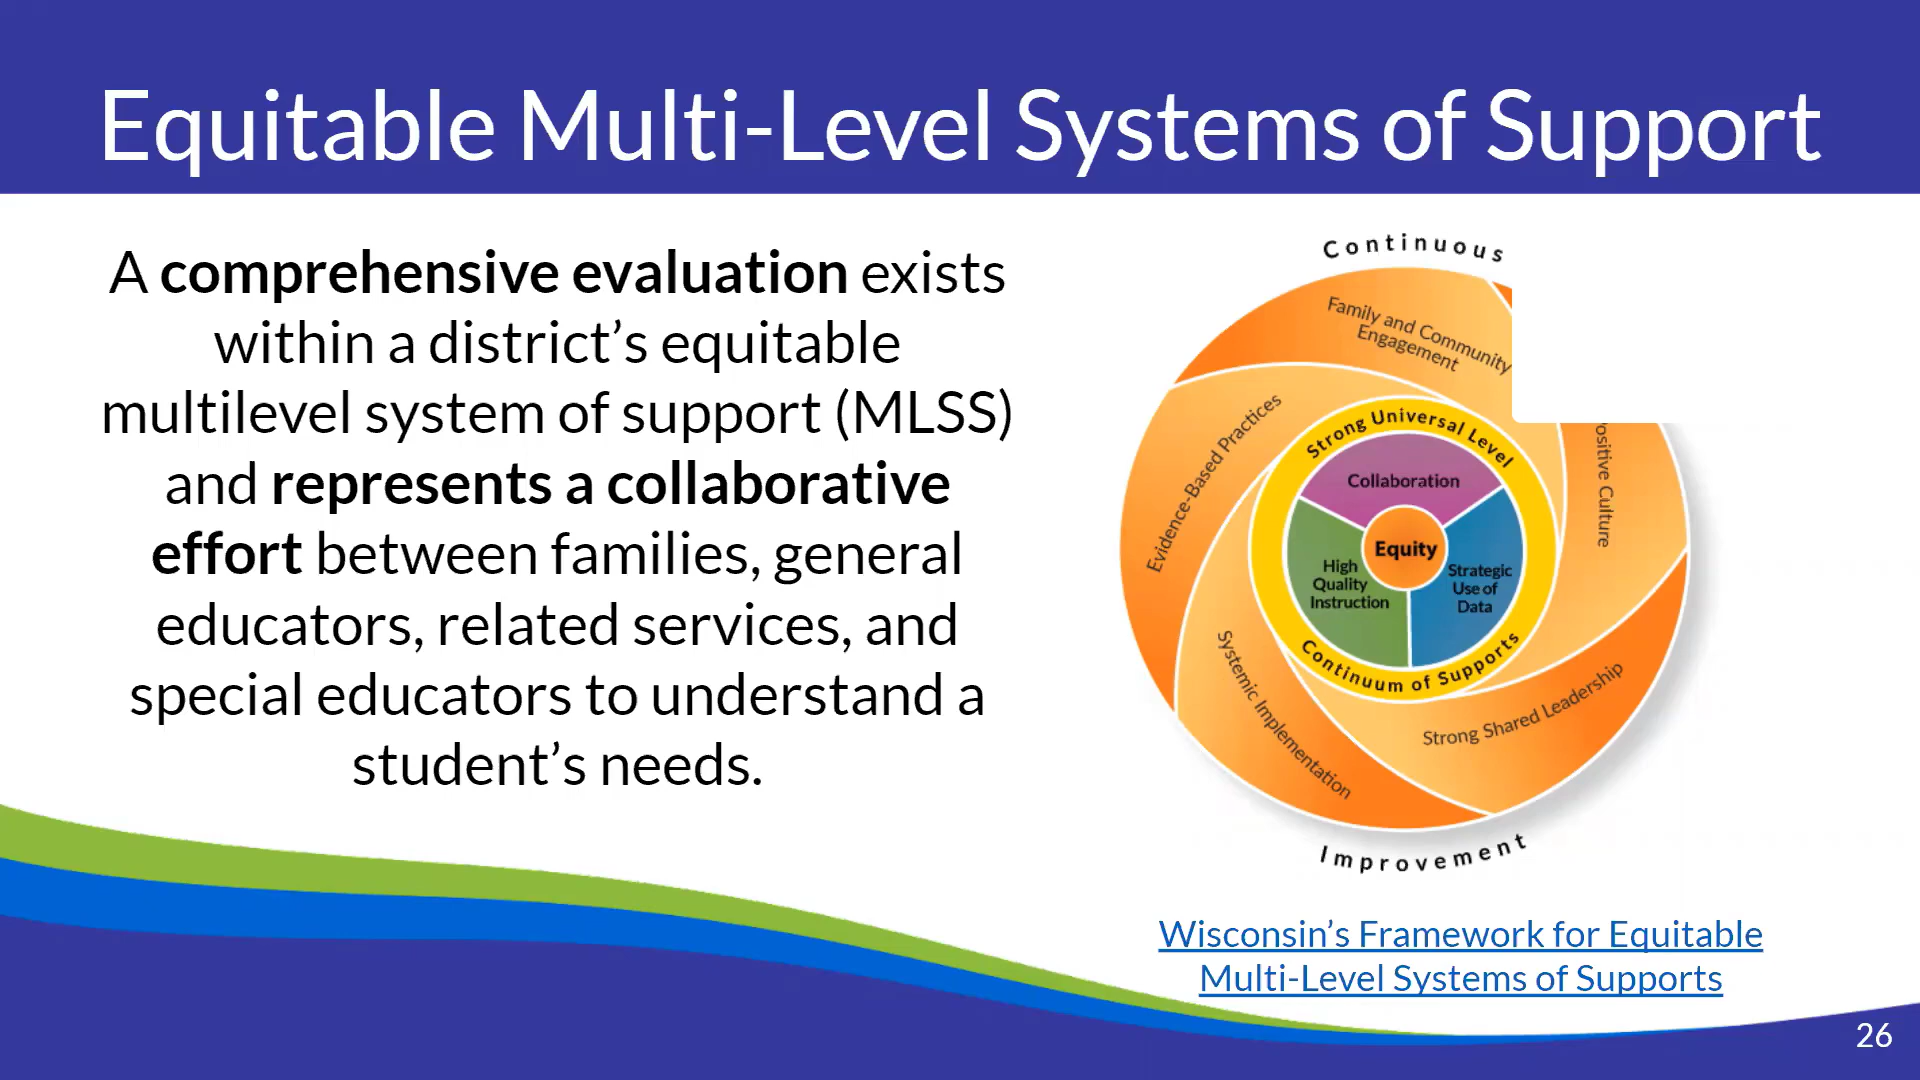 Equitable Multi-Level Systems of Support
A comprehensive evaluation exists
within a district’s equitable
multilevel system of support (MLSS)
and represents a collaborative
effort between families, general
educators, related services, and
special educators to understand a
student’s needs.
Continuous
Family and Community
Engagement
Evidence-Based Practices
ositive Culture
Strong Universal Level
Collaboration
Equity
High
Quality
Instruction
Strategic
Use of
Data
Continuum of Supports
Systemic Implementation
Strong Shared Leadership
Improvement
Wisconsin’s Framework for Equitable
Multi-Level Systems of Supports
26